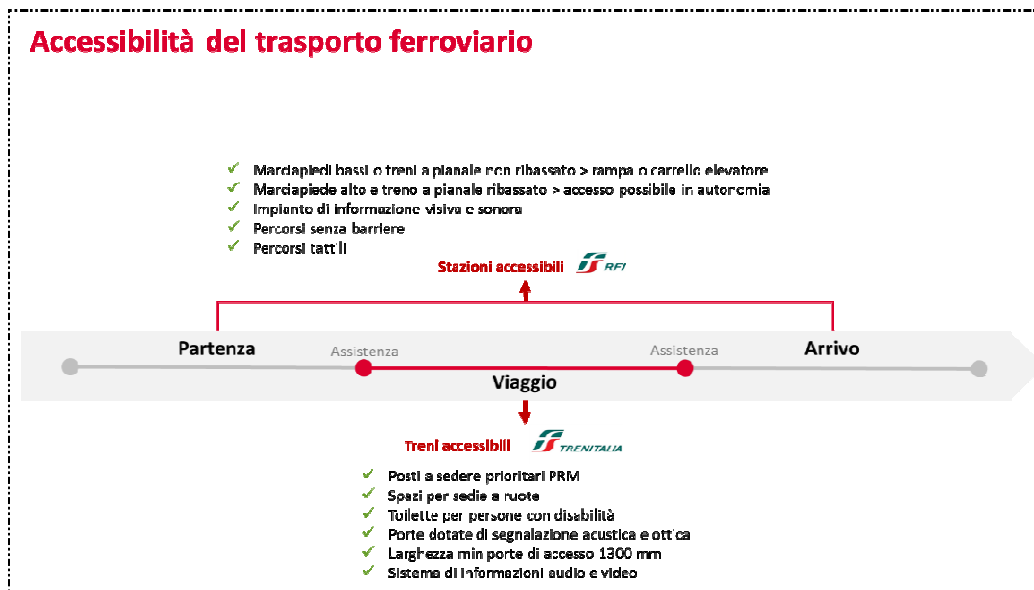 Accessibilità del trasporto ferroviario
Marciapiedi bassi o treni a pianale non ribassato > rampa o carrello elevatore
Marciapiede alto e treno a pianale ribassato > accesso possibile in autonomia
Impianto di informazione visiva e sonora
Percorsi senza barriere
Percorsi tattili
Stazioni accessibili RFI
Partenza Assistenza Assistenza Arrivo
Viaggio
Treni accessibili TRENITALIA
Posti a sedere prioritari PRM
Spazi per sedie a ruote
Toilette per persone con disabilità
Porte dotate di segnalazione acustica e ottica
Larghezza min porte di accesso 1300 mm
Sistema di informazioni audio e video